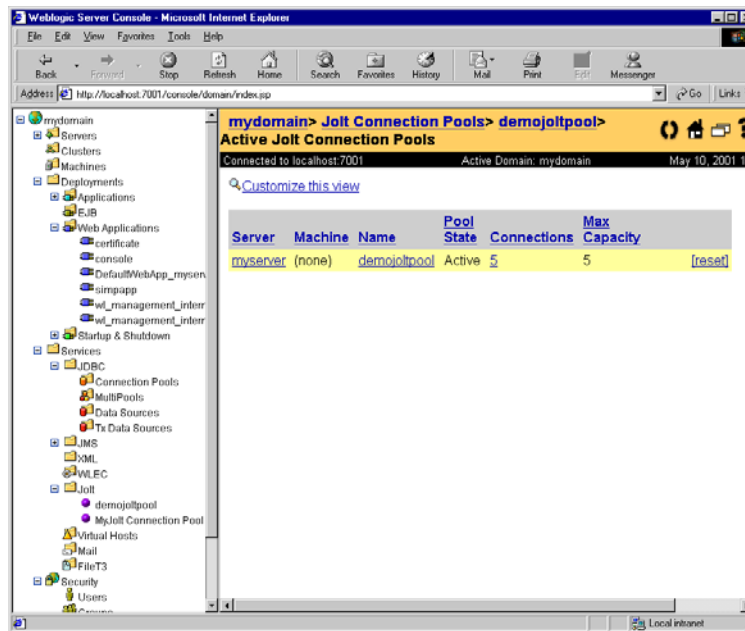 Weblogic Server Console - Microsoft Internet Explorer
File Edit View Favorites Tools Help
Back Forward Stop Refresh Home Search Favorites History Mail Print Edit Messenger
Address http://localhost:7001/console/domain/index.jsp Go Links
mydomain
Servers
Clusters
Machines
Deployments
Applications
EJB
Web Applications
certificate
console
DefaultWebApp_myser
simpapp
wl_management_interr
wl_management_interr
Startup & Shutdown
Services
JDBC
Connection Pools
MultiPools
Data Sources
Tx Data Sources
JMS
XML
WLEC
Jolt
demojoltpool
MyJolt Connection Pool
Virtual Hosts
Mail
FileT3
Security
Users
Groups
mydomain> Jolt Connection Pools> demojoltpool>
Active Jolt Connection Pools
?
Connected to localhost:7001 Active Domain: mydomain May 10, 2001 1
Customize this view
Server Machine Name Pool State Connections Max Capacity
myserver (none) demojoltpool Active 5 5 [reset]
Local intranet